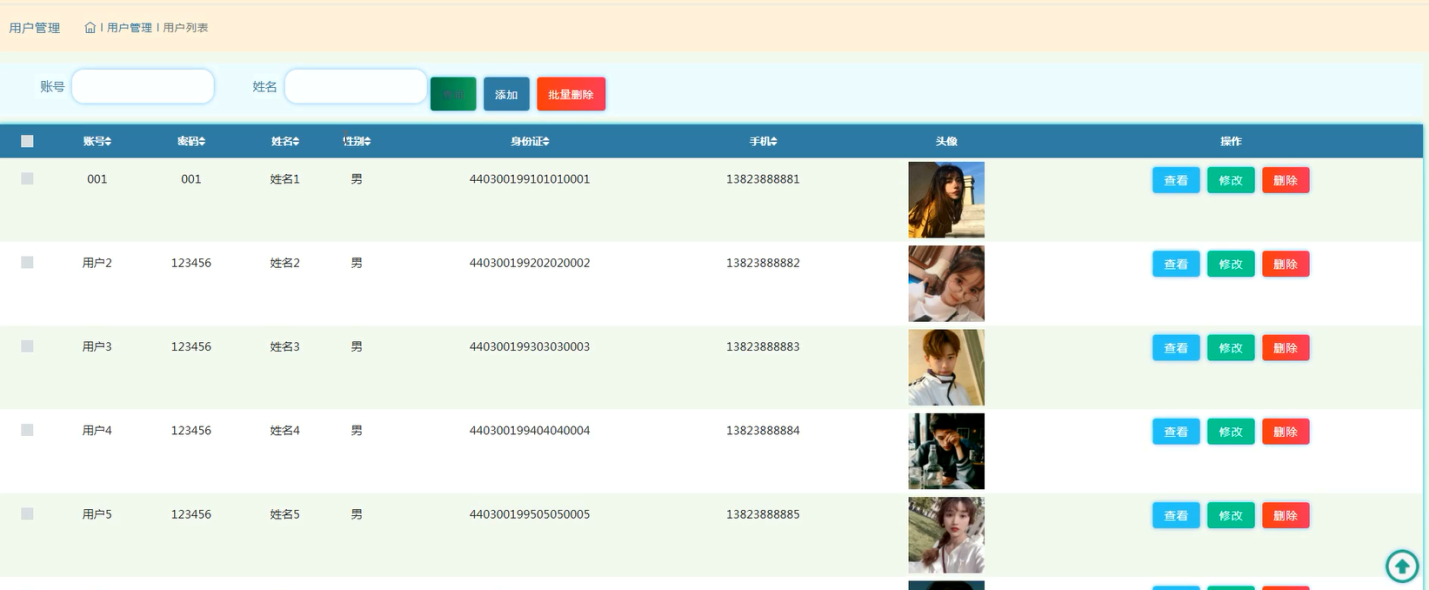 用户管理 | 用户管理 | 用户列表
账号 姓名 添加 批量删除
账号 密码 姓名 性别 身份证 手机 头像 操作
001 001 姓名1 男 440300199101010001 13823888881 查看 修改 删除
用户2 123456 姓名2 男 440300199202020002 13823888882 查看 修改 删除
用户3 123456 姓名3 男 440300199303030003 13823888883 查看 修改 删除
用户4 123456 姓名4 男 440300199404040004 13823888884 查看 修改 删除
用户5 123456 姓名5 男 440300199505050005 13823888885 查看 修改 删除